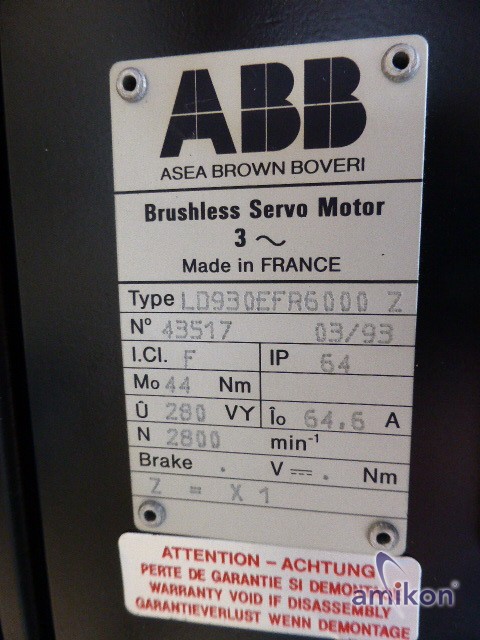 ABB
ASEA BROWN BOVERI
Brushless Servo Motor
3 ~
Made in FRANCE
Type LD930EFR6000 Z
Nº 43517 03/93
I.Cl. F IP 64
Mo 44 Nm
Û 280 VY Îo 64.6 A
N 2800 min-1
Brake . V ⎓ . Nm
Z = X 1
ATTENTION – ACHTUNG
PERTE DE GARANTIE SI DEMONTAGE
WARRANTY VOID IF DISASSEMBLY
GARANTIEVERLUST WENN DEMONTAGE
amikon